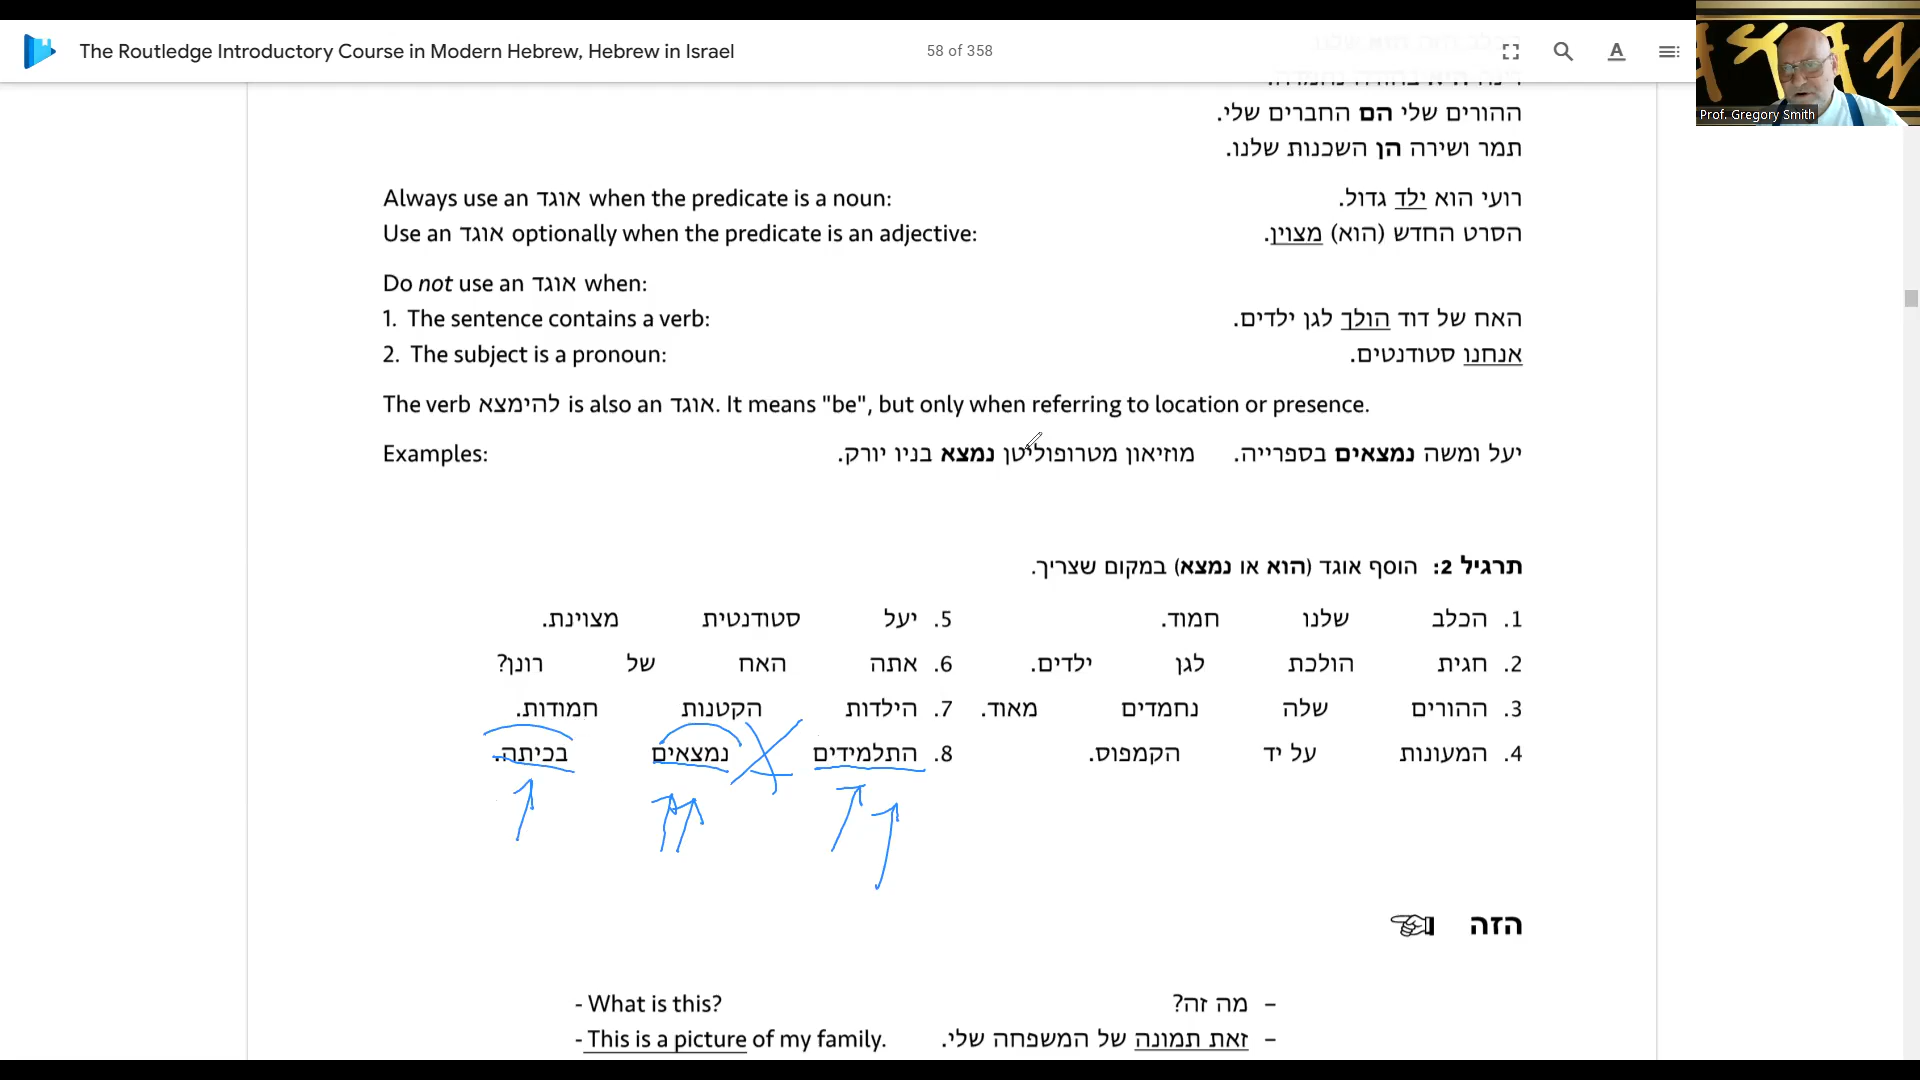 The Routledge Introductory Course in Modern Hebrew, Hebrew in Israel
58 of 358
Prof. Gregory Smith
ההורים שלי הם החברים שלי.
תמר ושירה הן השכנות שלנו.
Always use an אוגד when the predicate is a noun: רועי הוא ילד גדול.
Use an אוגד optionally when the predicate is an adjective: הסרט החדש (הוא) מצוין.
Do not use an אוגד when:
1. The sentence contains a verb: האח של דוד הולך לגן ילדים.
2. The subject is a pronoun: אנחנו סטודנטים.
The verb להימצא is also an אוגד. It means "be", but only when referring to location or presence.
Examples: יעל ומשה נמצאים בספרייה. מוזיאון מטרופוליטן נמצא בניו יורק.
תרגיל 2: הוסף אוגד (הוא או נמצא) במקום שצריך.
1. הכלב שלנו חמוד.
2. חגית הולכת לגן ילדים.
3. ההורים שלה נחמדים מאוד.
4. המעונות על יד הקמפוס.
5. יעל סטודנטית מצוינת.
6. אתה האח של רונן?
7. הילדות הקטנות חמודות.
8. התלמידים נמצאים בכיתה.
הזה
- What is this? – מה זה?
- This is a picture of my family. – זאת תמונה של המשפחה שלי.